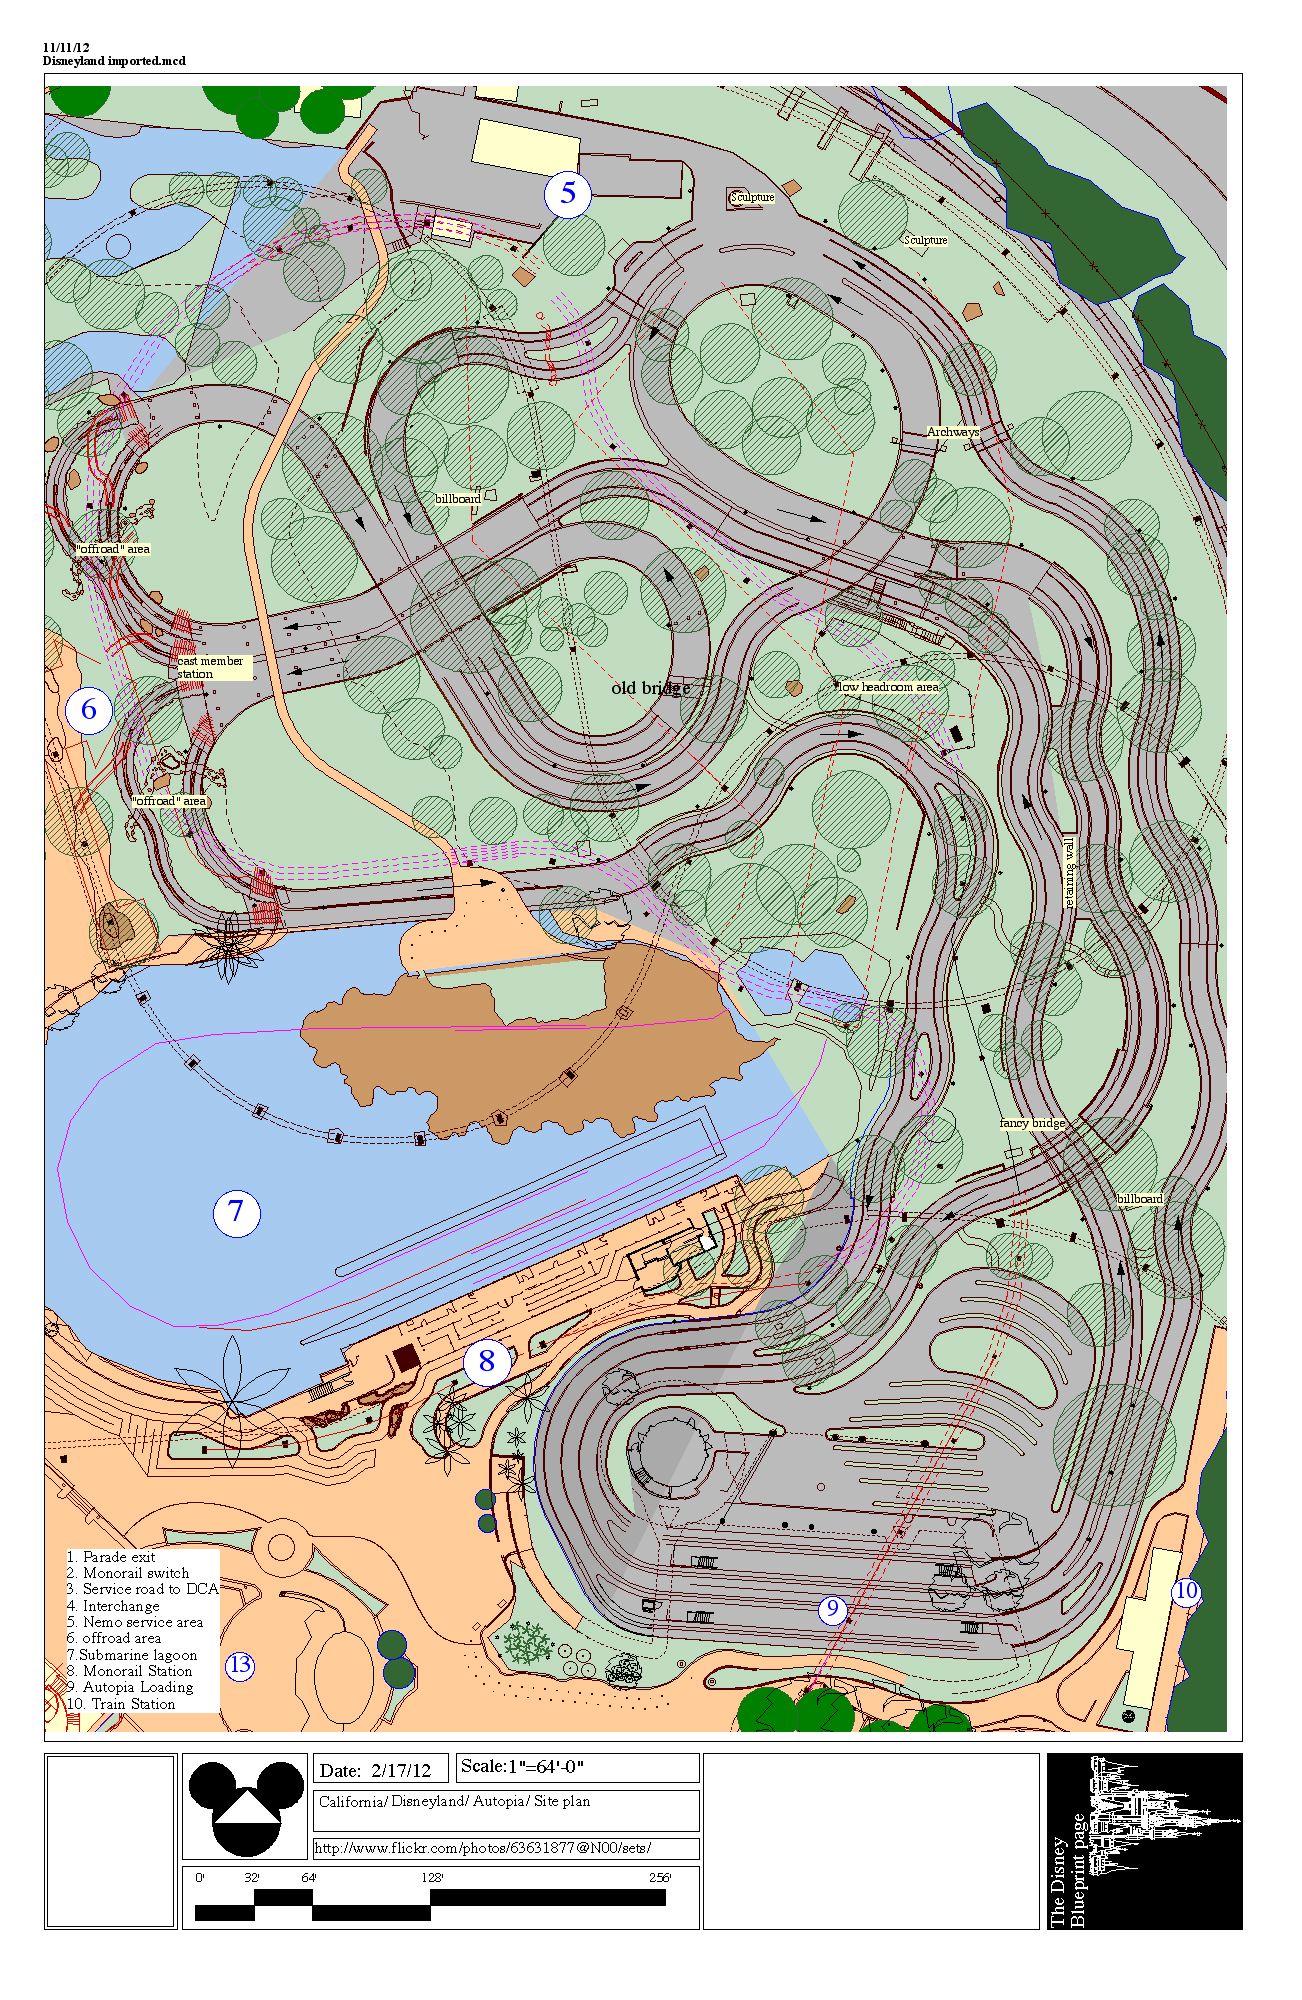 11/11/12
Disneyland imported.mcd
5
Sculpture
Sculpture
Archways
billboard
"offroad" area
cast member
station
old bridge
low headroom area
6
"offroad" area
retaining wall
fancy bridge
billboard
7
8
9
10
13
1. Parade exit
2. Monorail switch
3. Service road to DCA
4. Interchange
5. Nemo service area
6. offroad area
7.Submarine lagoon
8. Monorail Station
9. Autopia Loading
10. Train Station
Date: 2/17/12
Scale:1"=64'-0"
California/ Disneyland/ Autopia/ Site plan
http://www.flickr.com/photos/63631877@N00/sets/
0' 32' 64' 128' 256'
The Disney
Blueprint page